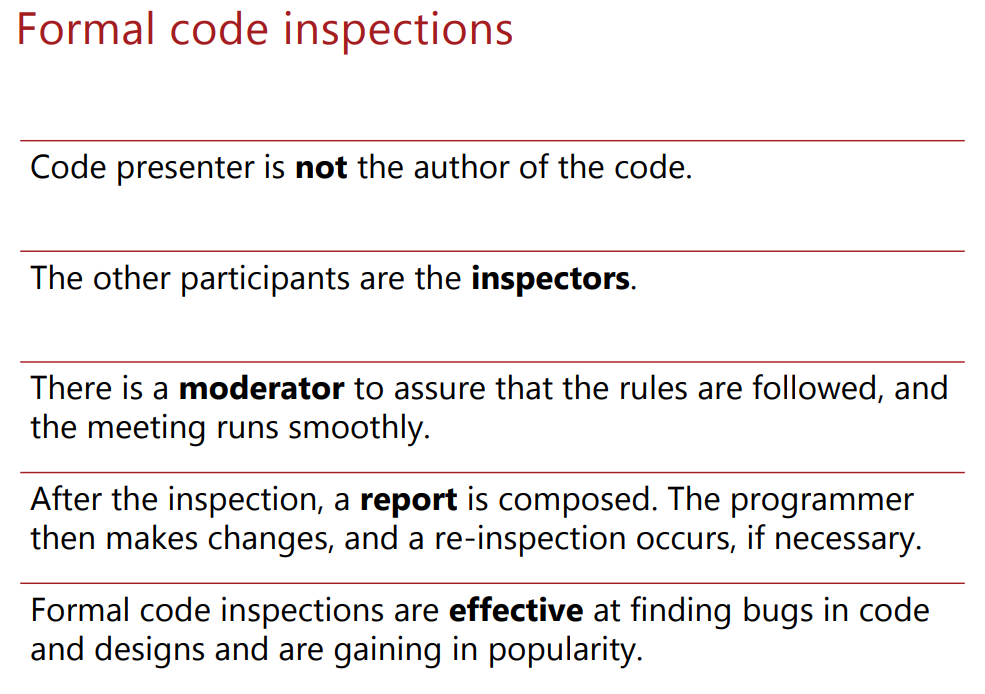 Formal code inspections
Code presenter is not the author of the code.
The other participants are the inspectors.
There is a moderator to assure that the rules are followed, and
the meeting runs smoothly.
After the inspection, a report is composed. The programmer
then makes changes, and a re-inspection occurs, if necessary.
Formal code inspections are effective at finding bugs in code
and designs and are gaining in popularity.